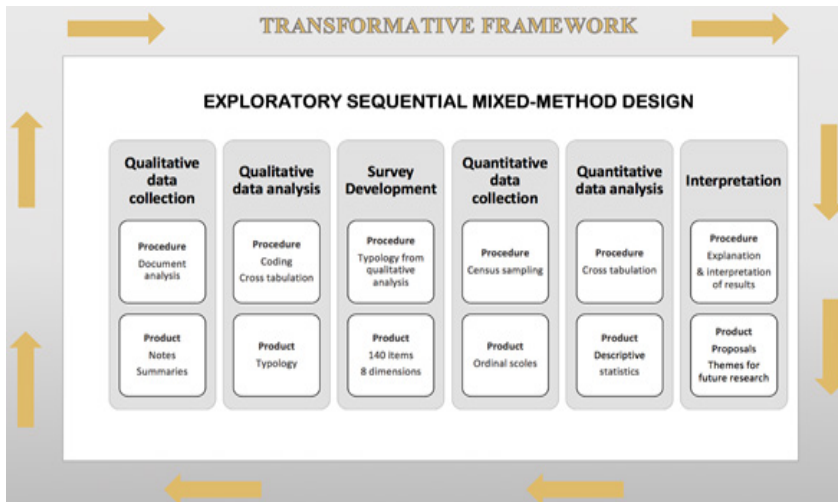 TRANSFORMATIVE FRAMEWORK
EXPLORATORY SEQUENTIAL MIXED-METHOD DESIGN
Qualitative
data
collection
Procedure
Document
analysis
Product
Notes
Summaries
Qualitative
data analysis
Procedure
Coding
Cross tabulation
Product
Typology
Survey
Development
Procedure
Typology from
qualitative
analysis
Product
140 items
8 dimensions
Quantitative
data
collection
Procedure
Census sampling
Product
Ordinal scoles
Quantitative
data analysis
Procedure
Cross tabulation
Product
Descriptive
statistics
Interpretation
Procedure
Explanation
& interpretation
of results
Product
Proposals
Themes for
future research